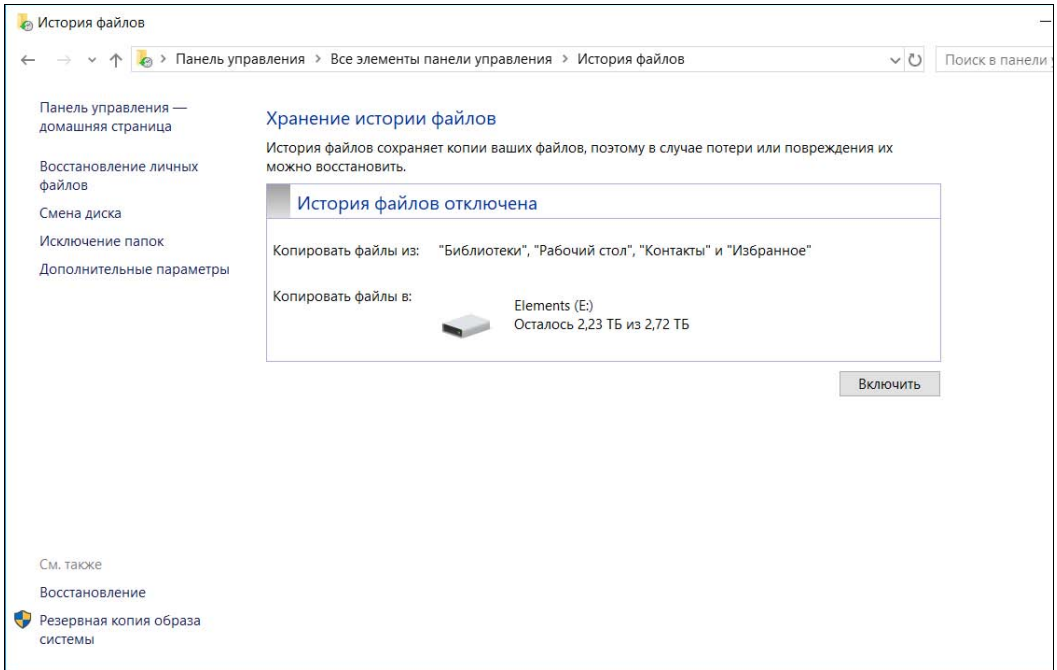 История файлов
Панель управления > Все элементы панели управления > История файлов
Поиск в панели
Панель управления —
домашняя страница
Восстановление личных
файлов
Смена диска
Исключение папок
Дополнительные параметры
Хранение истории файлов
История файлов сохраняет копии ваших файлов, поэтому в случае потери или повреждения их
можно восстановить.
История файлов отключена
Копировать файлы из: "Библиотеки", "Рабочий стол", "Контакты" и "Избранное"
Копировать файлы в:
Elements (E:)
Осталось 2,23 ТБ из 2,72 ТБ
Включить
См. также
Восстановление
Резервная копия образа
системы